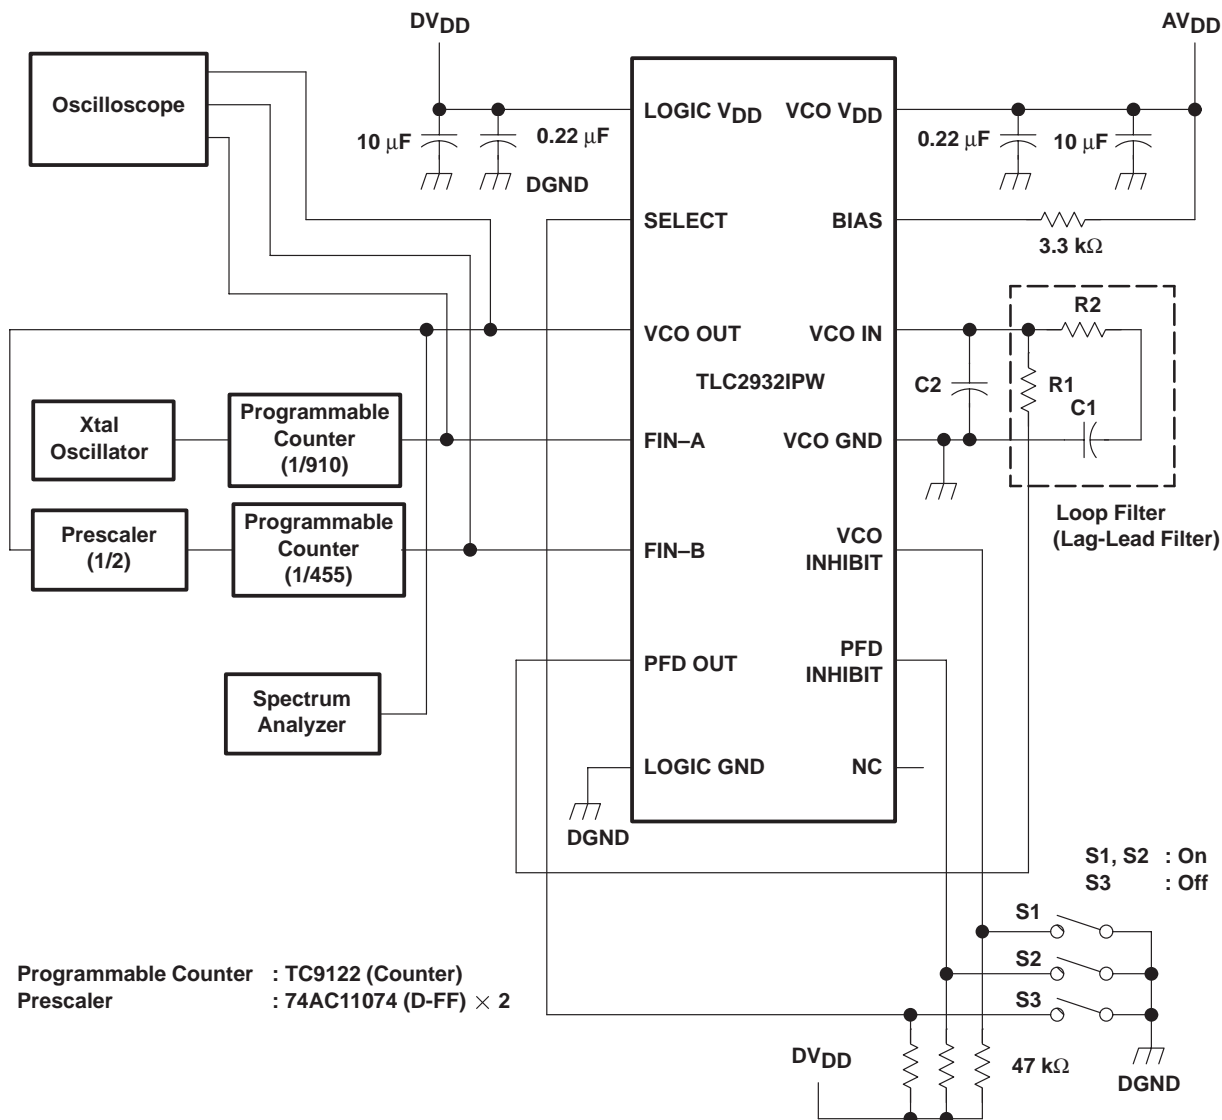 DVDD
AVDD
Oscilloscope
LOGIC VDD
VCO VDD
10 μF
0.22 μF
0.22 μF
10 μF
DGND
SELECT
BIAS
3.3 kΩ
R2
VCO OUT
VCO IN
TLC2932IPW
C2
R1
C1
Xtal
Oscillator
Programmable
Counter
(1/910)
FIN–A
VCO GND
Loop Filter
(Lag-Lead Filter)
Prescaler
(1/2)
Programmable
Counter
(1/455)
FIN–B
VCO
INHIBIT
PFD OUT
PFD
INHIBIT
Spectrum
Analyzer
LOGIC GND
NC
DGND
S1, S2 : On
S3 : Off
S1
S2
S3
Programmable Counter : TC9122 (Counter)
Prescaler : 74AC11074 (D-FF) × 2
DVDD
47 kΩ
DGND